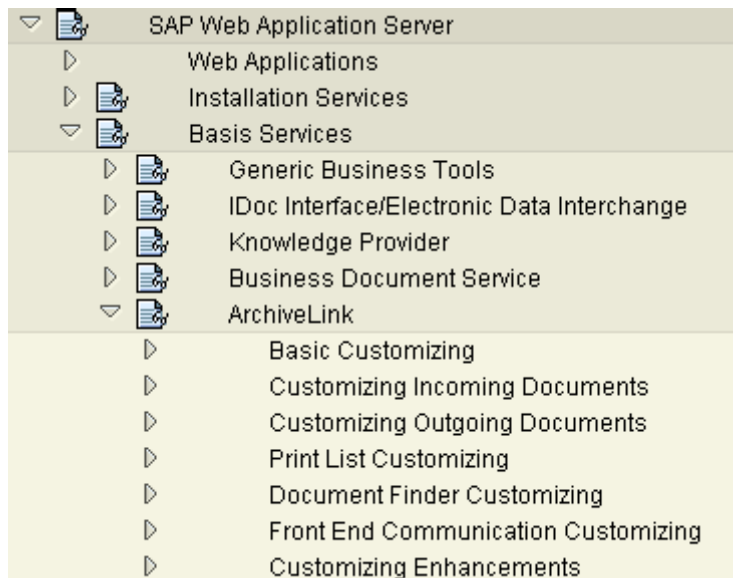 SAP Web Application Server
Web Applications
Installation Services
Basis Services
Generic Business Tools
IDoc Interface/Electronic Data Interchange
Knowledge Provider
Business Document Service
ArchiveLink
Basic Customizing
Customizing Incoming Documents
Customizing Outgoing Documents
Print List Customizing
Document Finder Customizing
Front End Communication Customizing
Customizing Enhancements